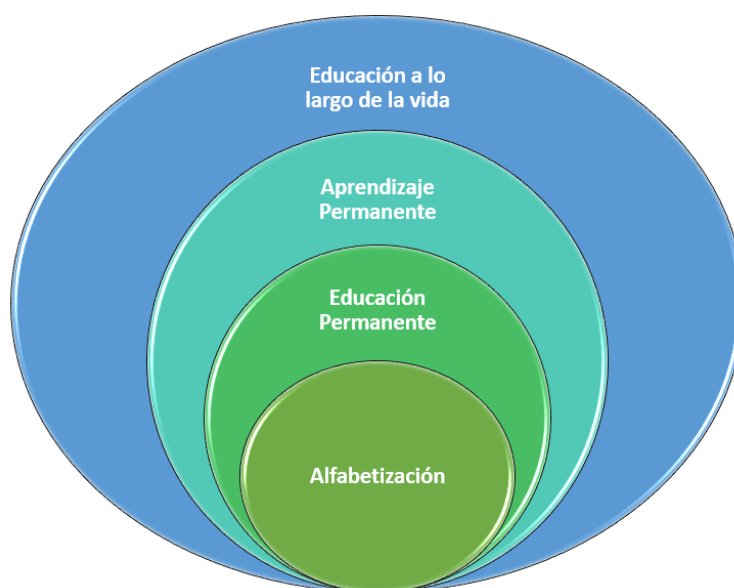 Educación a lo
largo de la vida
Aprendizaje
Permanente
Educación
Permanente
Alfabetización